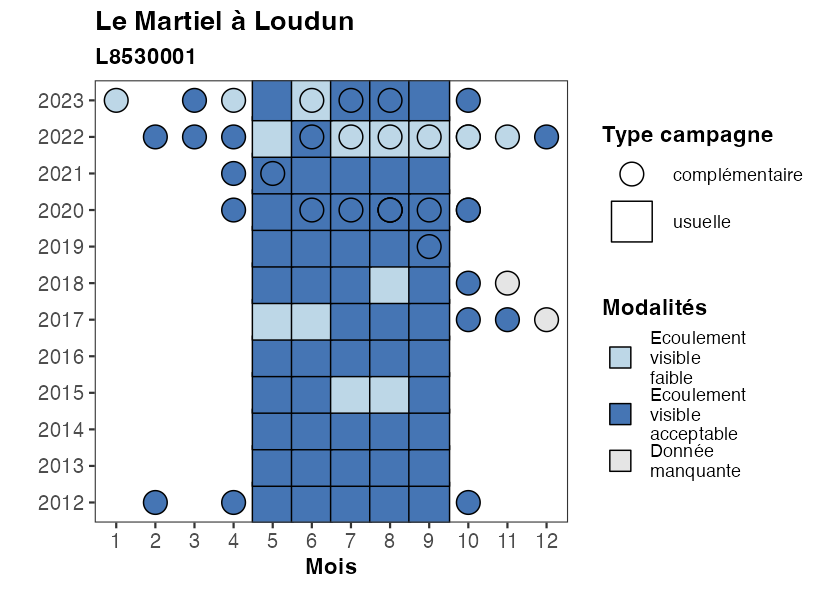 Le Martiel à Loudun
L8530001
2023
2022
2021
2020
2019
2018
2017
2016
2015
2014
2013
2012
1 2 3 4 5 6 7 8 9 10 11 12
Mois
Type campagne
complémentaire
usuelle
Modalités
Ecoulement
visible
faible
Ecoulement
visible
acceptable
Donnée
manquante